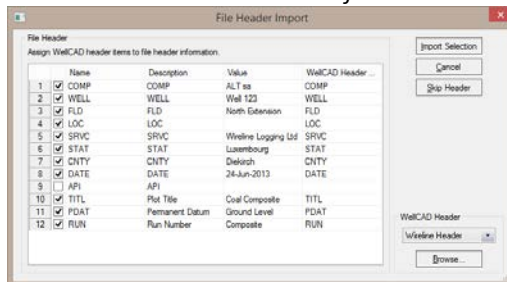 File Header Import
File Header
Assign WellCAD header items to file header information.
Import Selection
Cancel
Skip Header
Name Description Value WellCAD Header ...
1 COMP COMP ALT sa COMP
2 WELL WELL Well 123 WELL
3 FLD FLD North Extension FLD
4 LOC LOC LOC
5 SRVC SRVC Wireline Logging Ltd SRVC
6 STAT STAT Luxembourg STAT
7 CNTY CNTY Diekirch CNTY
8 DATE DATE 24-Jun-2013 DATE
9 API API
10 TITL Plot Title Coal Composite TITL
11 PDAT Permanent Datum Ground Level PDAT
12 RUN Run Number Composite RUN
WellCAD Header
Wireline Header
Browse...